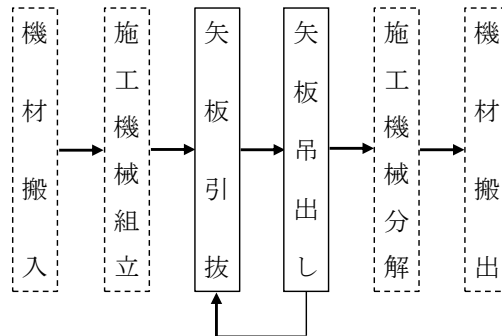 機材搬入
施工機械組立
矢板引抜
矢板吊出し
施工機械分解
機材搬出